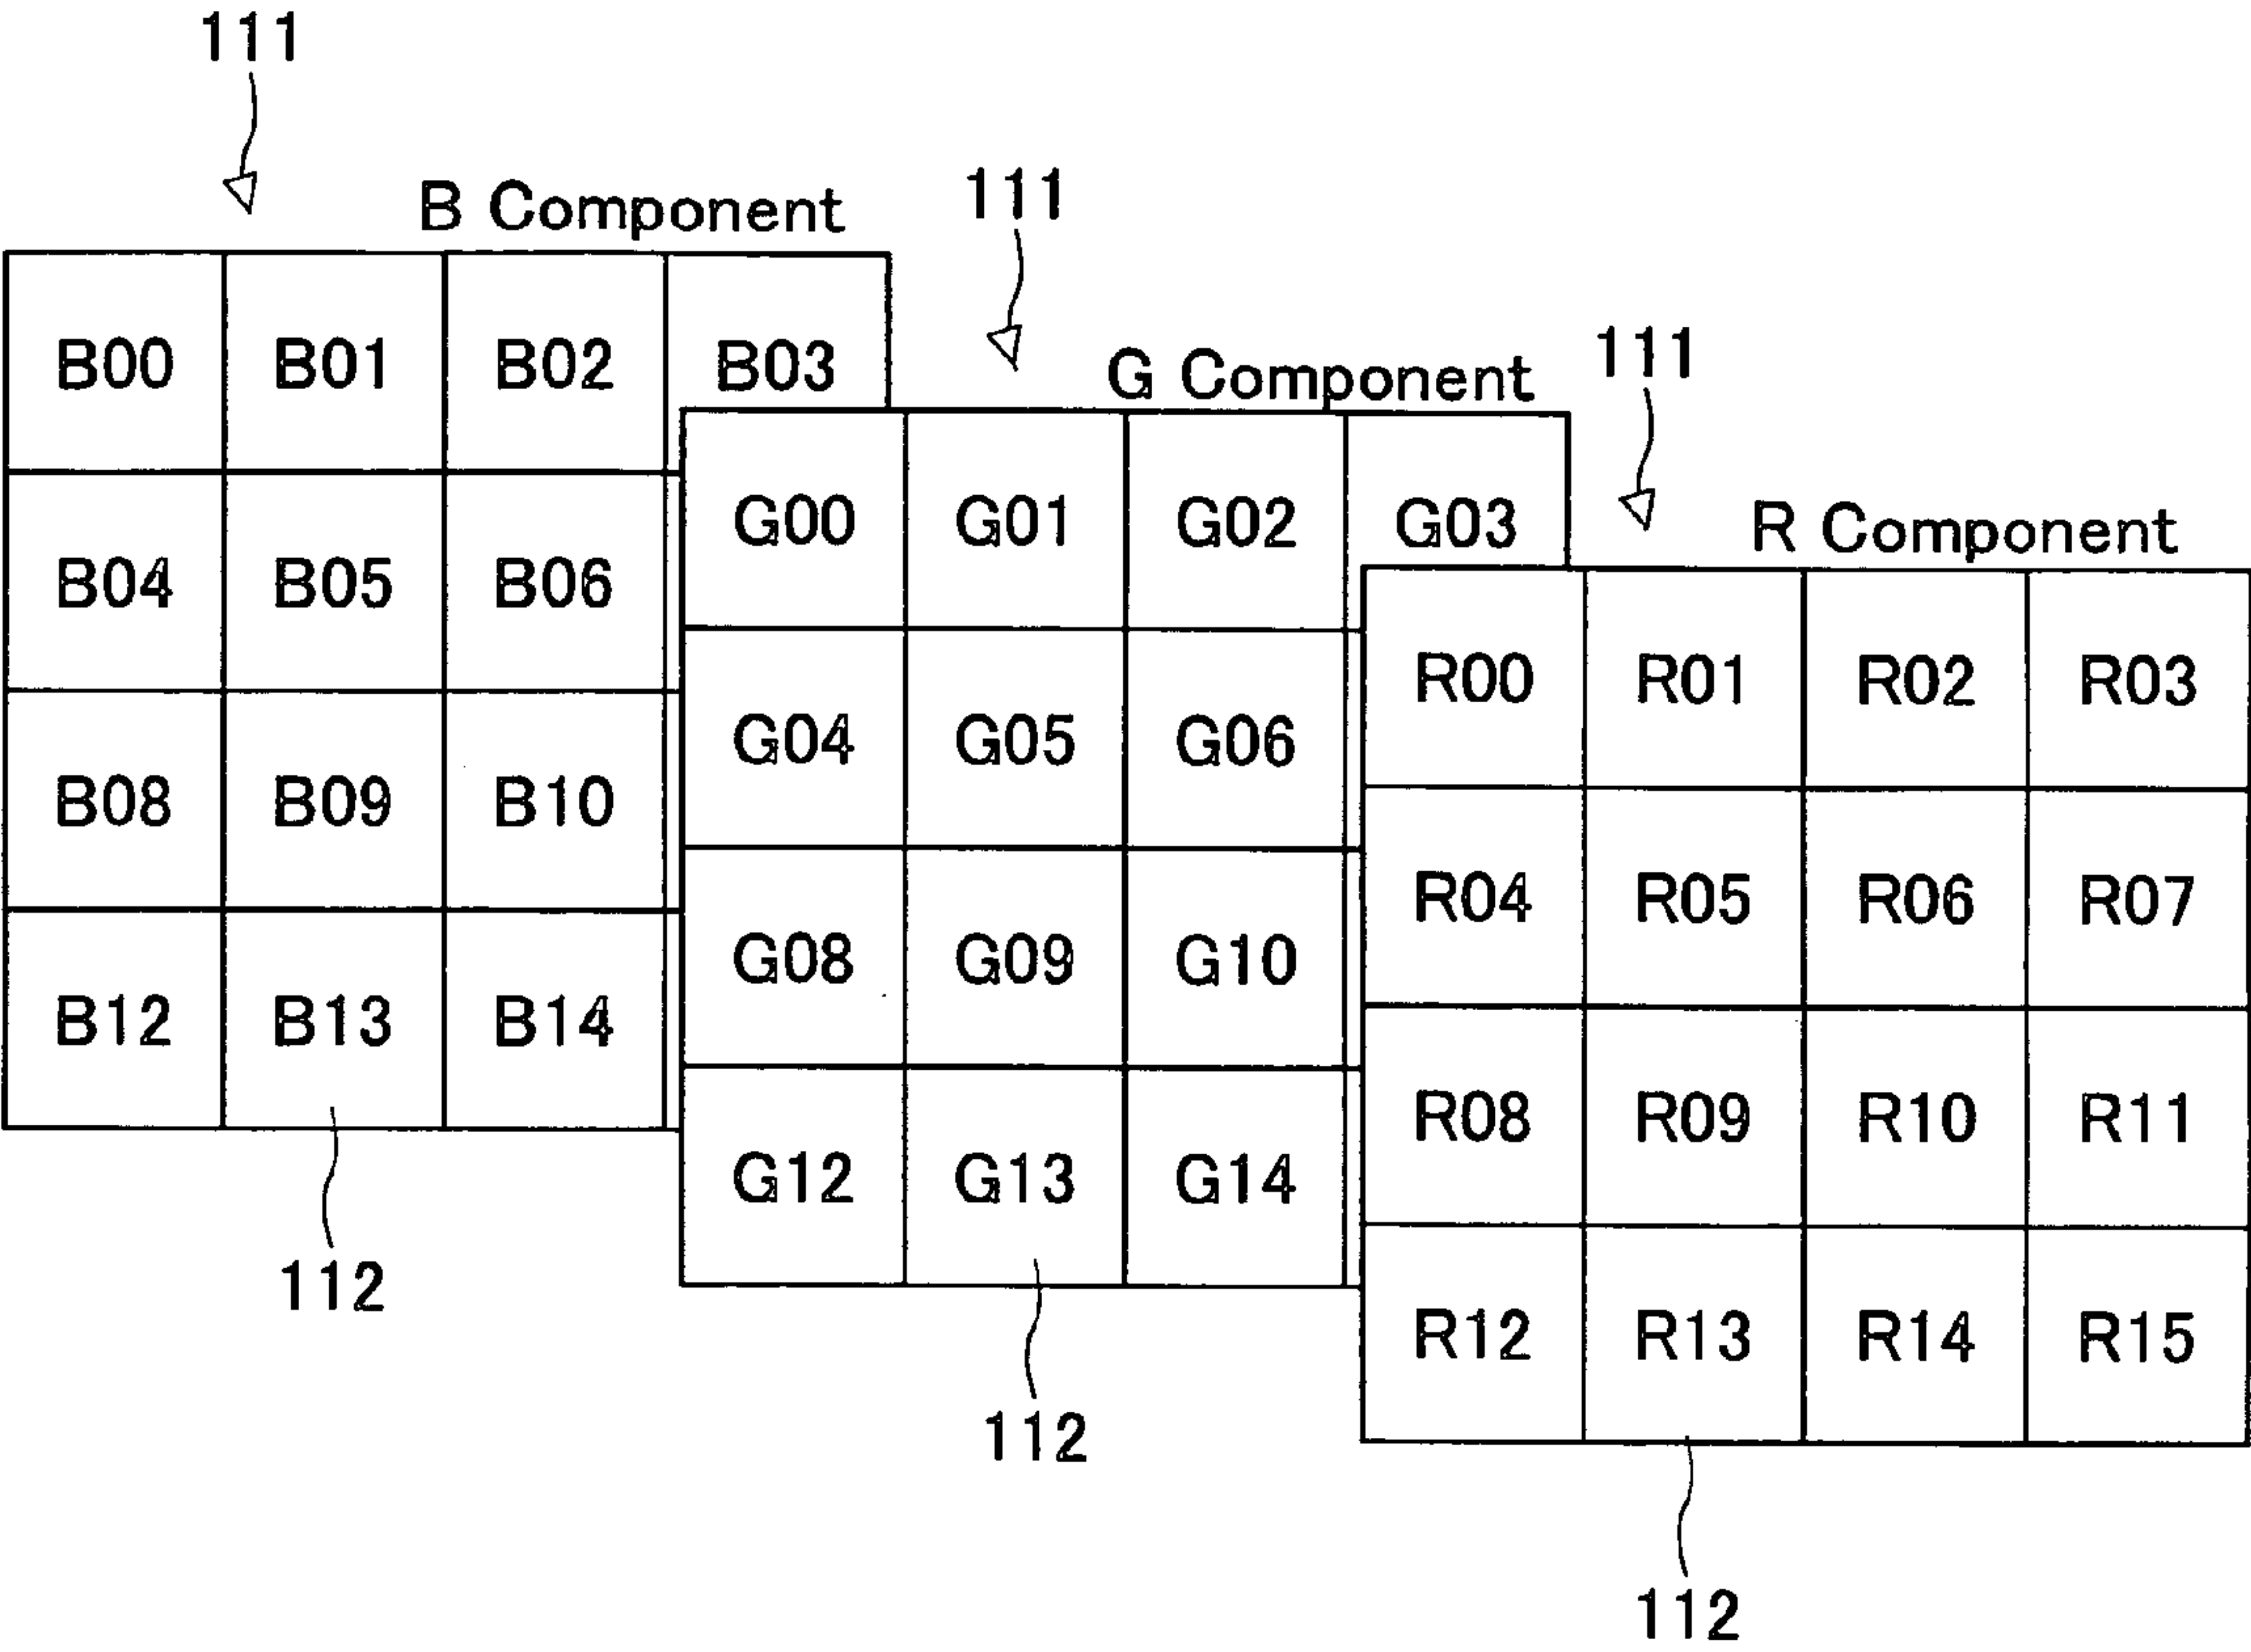 111
B Component
B00 B01 B02 B03
B04 B05 B06
B08 B09 B10
B12 B13 B14
112
111
G Component
G00 G01 G02 G03
G04 G05 G06
G08 G09 G10
G12 G13 G14
112
111
R Component
R00 R01 R02 R03
R04 R05 R06 R07
R08 R09 R10 R11
R12 R13 R14 R15
112